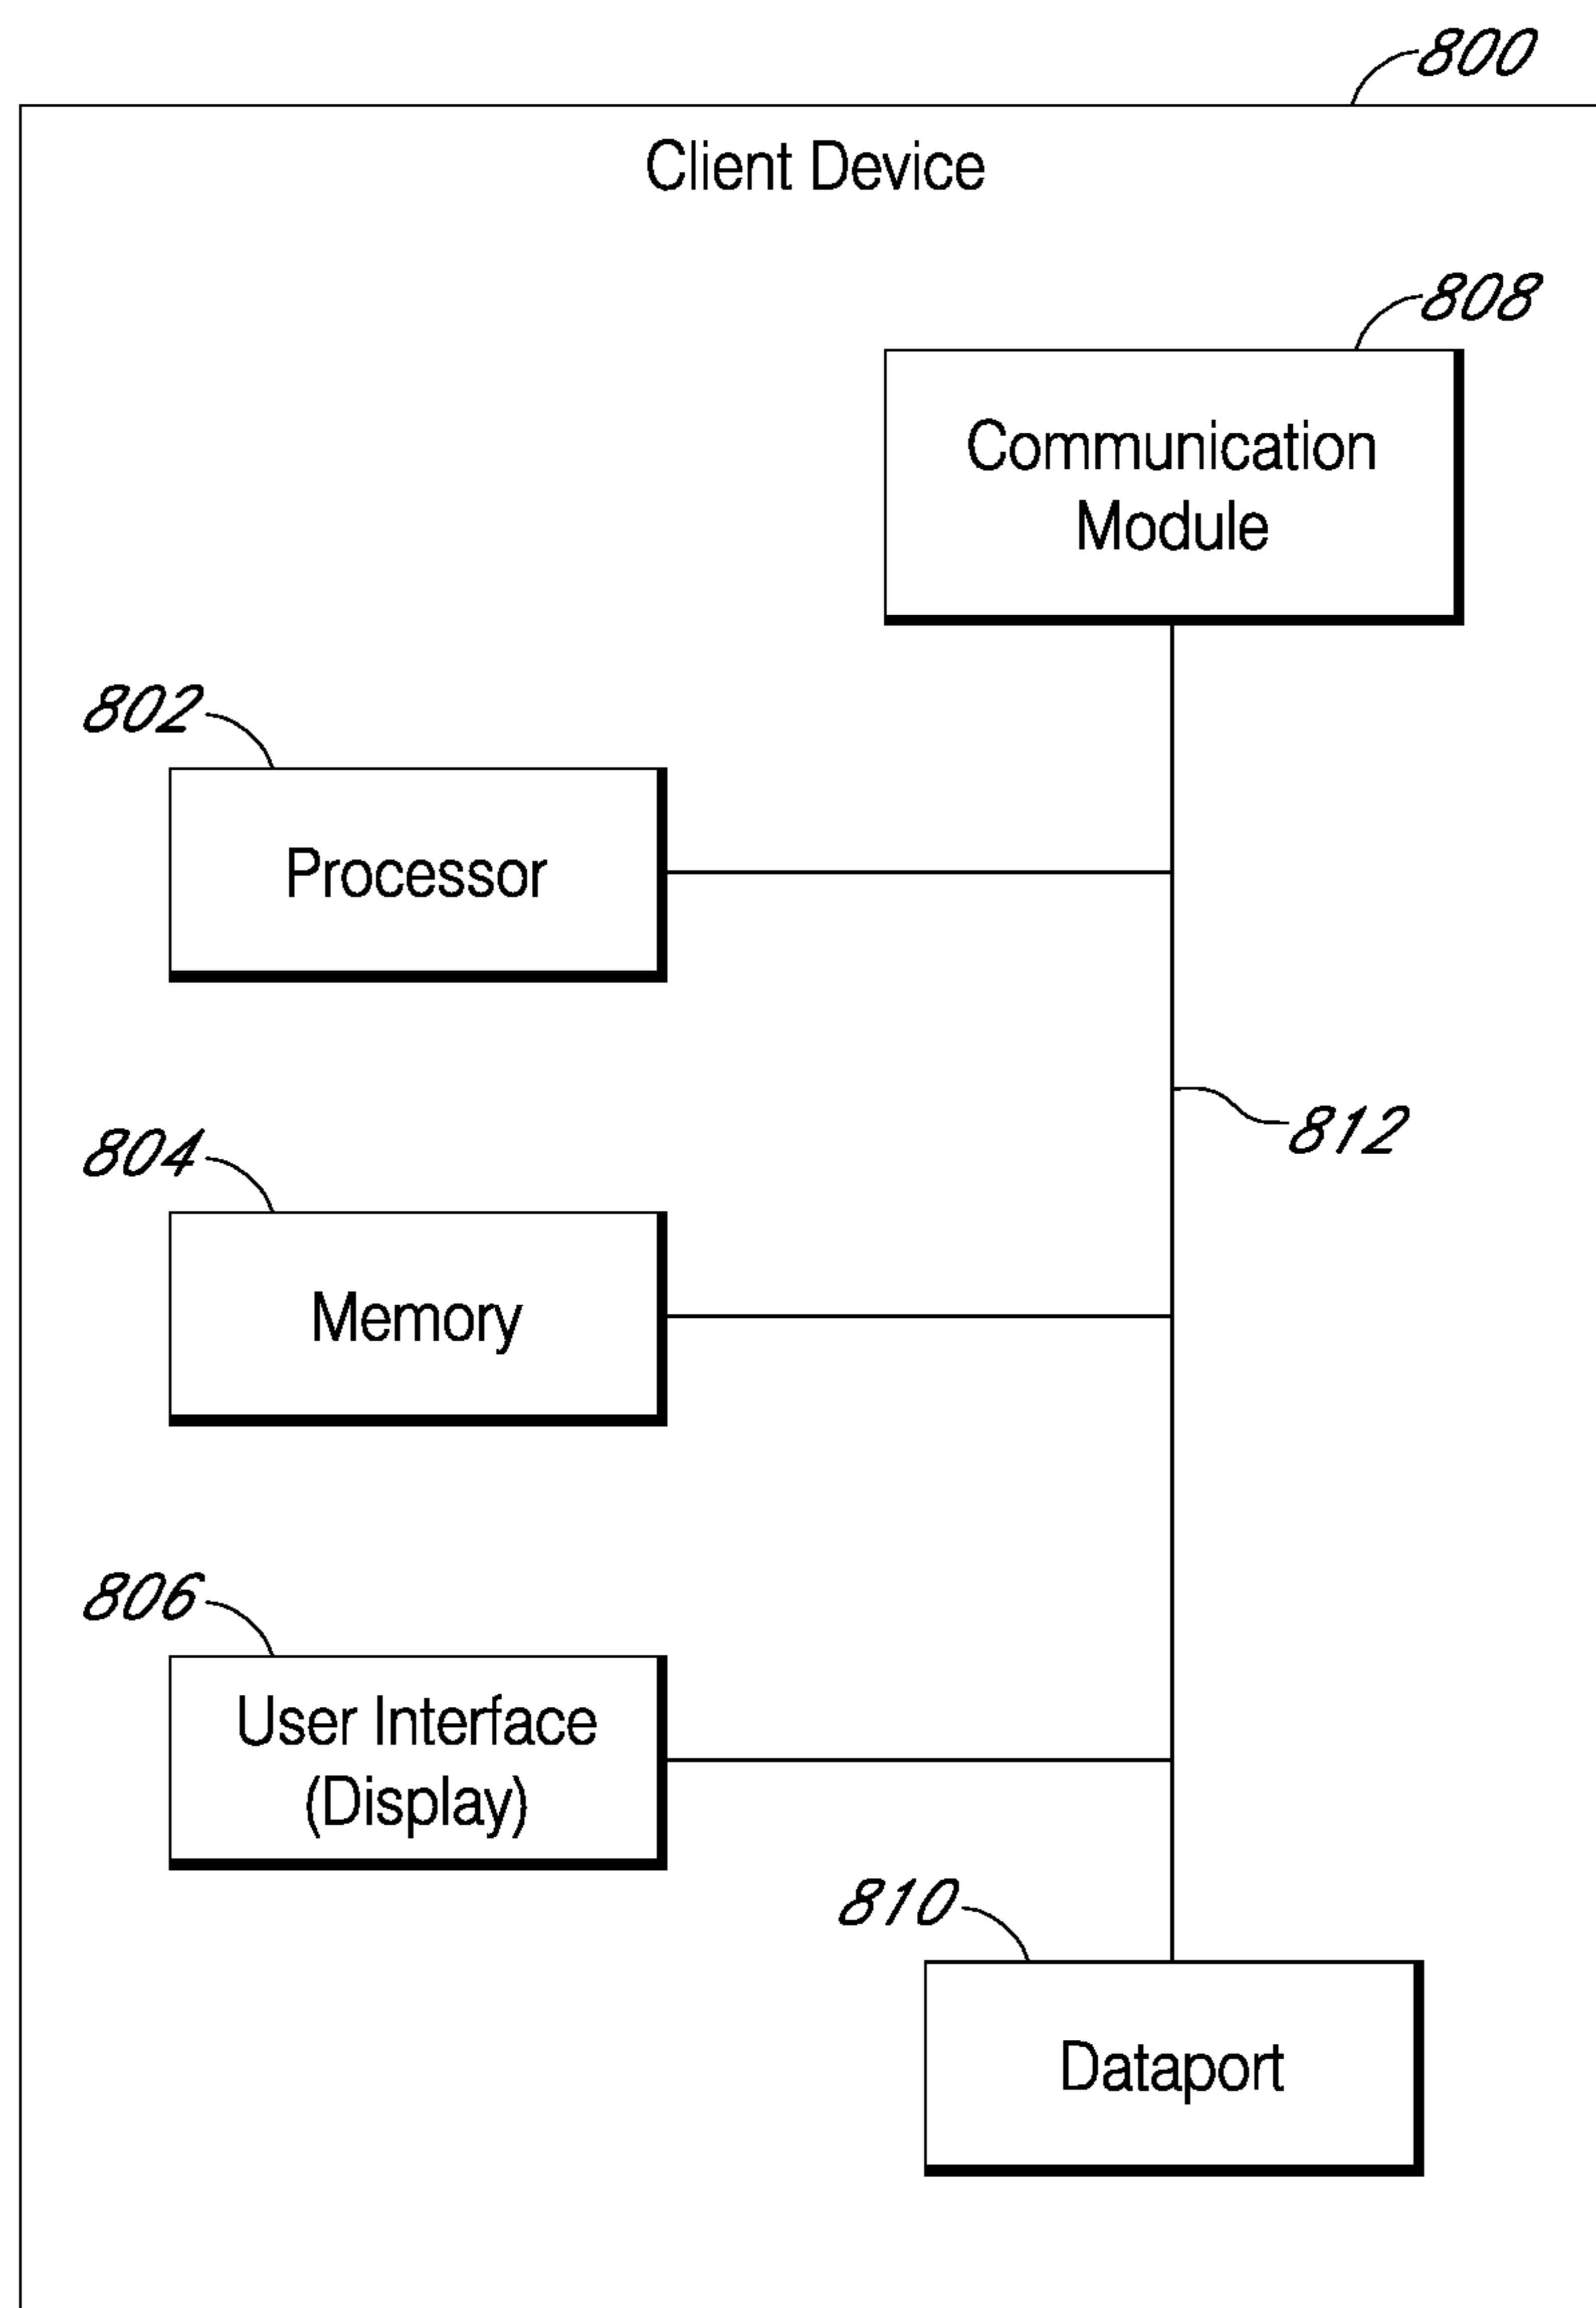 800
Client Device
808
Communication
Module
802
Processor
812
804
Memory
806
User Interface
(Display)
810
Dataport